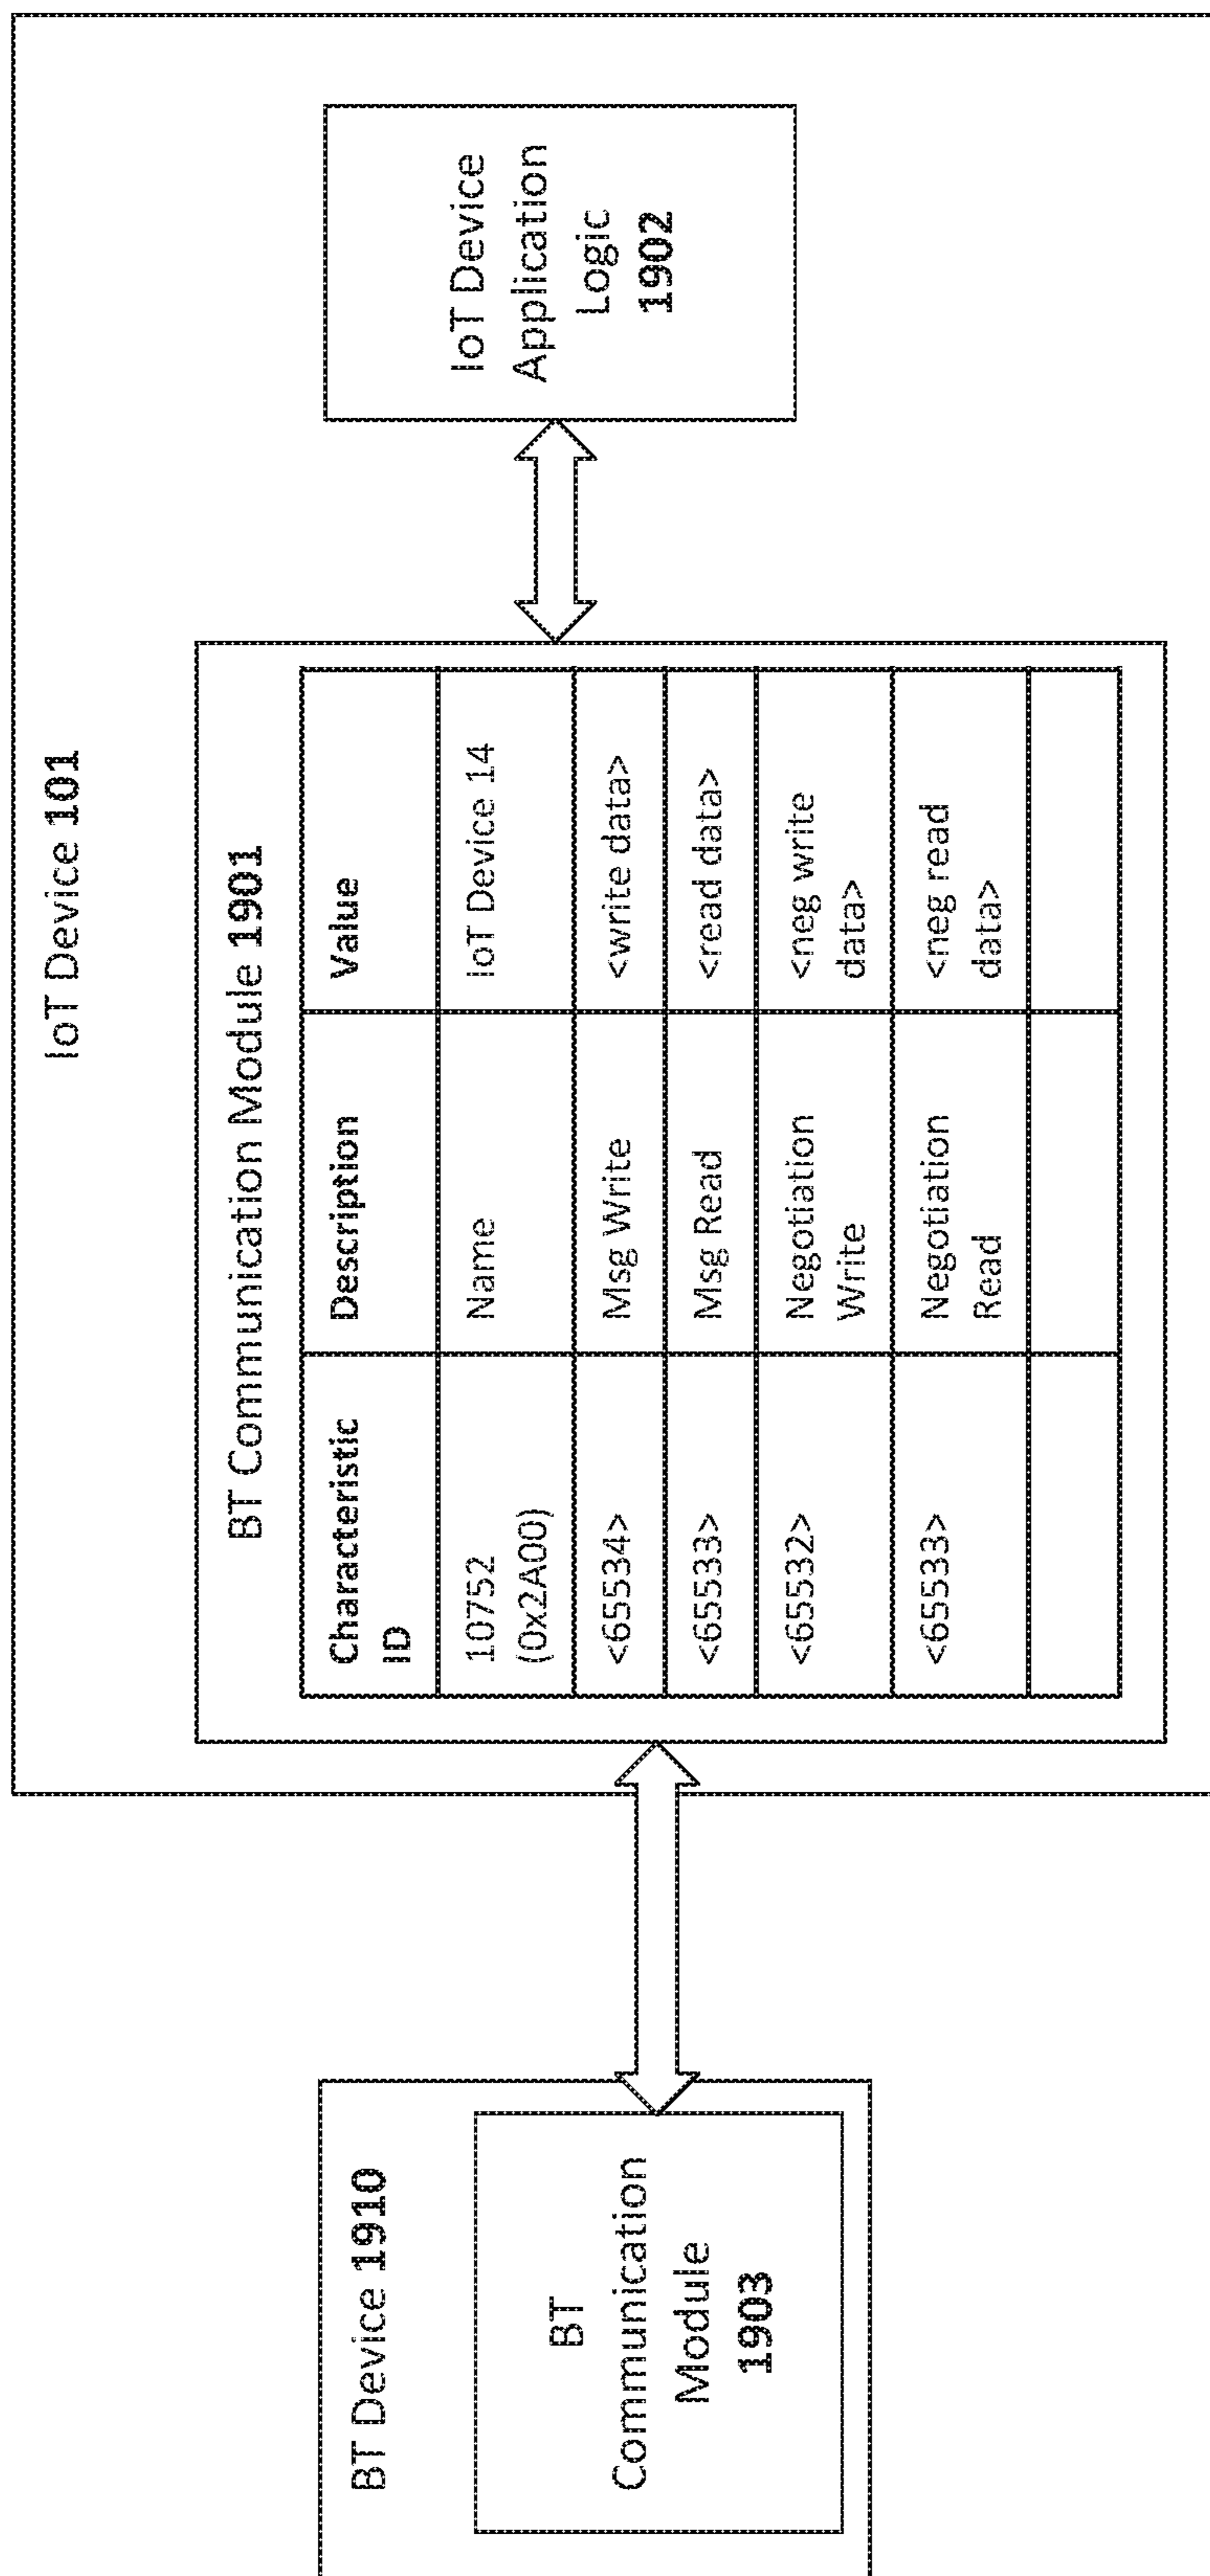 IoT Device 101
BT Device 1910
BT
Communication
Module
1903
BT Communication Module 1901
Characteristic
ID
Description
Value
10752
(0x2A00)
Name
IoT Device 14
<65534>
Msg Write
<write data>
<65533>
Msg Read
<read data>
<65532>
Negotiation
Write
<neg write
data>
<65533>
Negotiation
Read
<neg read
data>
IoT Device
Application
Logic
1902